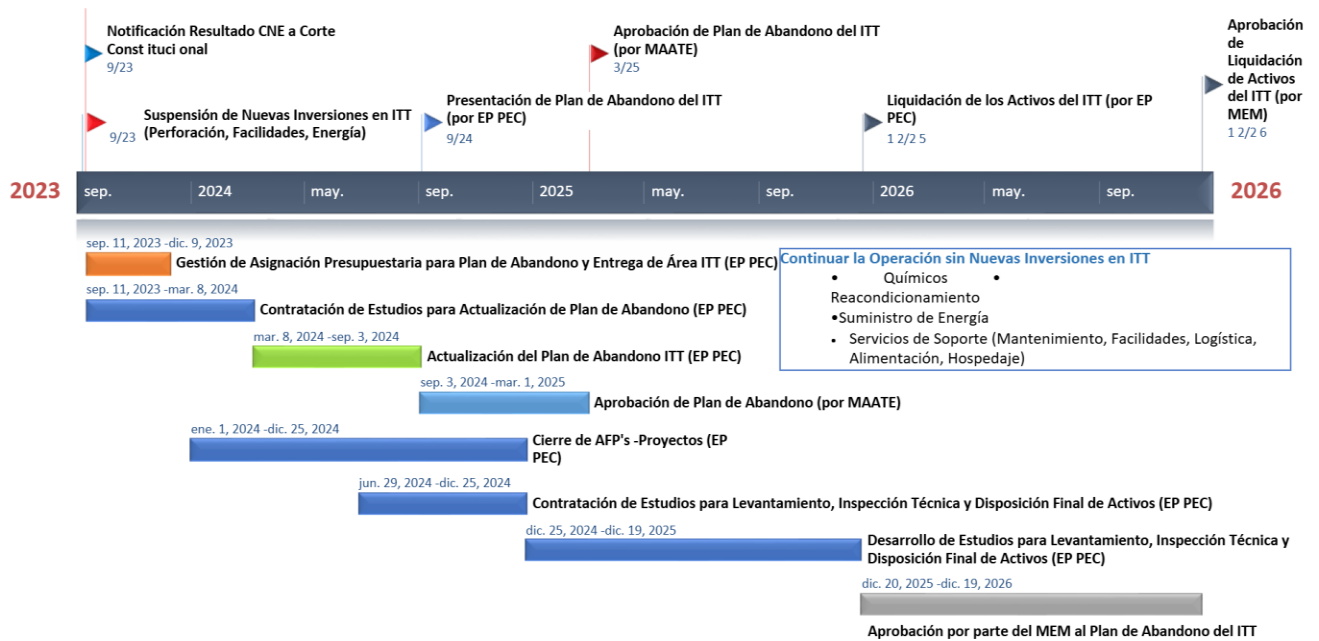 Notificación Resultado CNE a Corte
Const ituci onal
9/23
Aprobación de Plan de Abandono del ITT
(por MAATE)
3/25
Aprobación
de
Liquidación
de Activos
del ITT (por
MEM)
1 2/2 6
Suspensión de Nuevas Inversiones en ITT
(Perforación, Facilidades, Energía)
9/23
Presentación de Plan de Abandono del ITT
(por EP PEC)
9/24
Liquidación de los Activos del ITT (por EP
PEC)
1 2/2 5
2023 sep. 2024 may. sep. 2025 may. sep. 2026 may. sep. 2026
sep. 11, 2023 -dic. 9, 2023
Gestión de Asignación Presupuestaria para Plan de Abandono y Entrega de Área ITT (EP PEC)
sep. 11, 2023 -mar. 8, 2024
Contratación de Estudios para Actualización de Plan de Abandono (EP PEC)
mar. 8, 2024 -sep. 3, 2024
Actualización del Plan de Abandono ITT (EP PEC)
sep. 3, 2024 -mar. 1, 2025
Aprobación de Plan de Abandono (por MAATE)
Continuar la Operación sin Nuevas Inversiones en ITT
• Químicos •
Reacondicionamiento
•Suministro de Energía
• Servicios de Soporte (Mantenimiento, Facilidades, Logística,
Alimentación, Hospedaje)
ene. 1, 2024 -dic. 25, 2024
Cierre de AFP's -Proyectos (EP
PEC)
jun. 29, 2024 -dic. 25, 2024
Contratación de Estudios para Levantamiento, Inspección Técnica y Disposición Final de Activos (EP PEC)
dic. 25, 2024 -dic. 19, 2025
Desarrollo de Estudios para Levantamiento, Inspección Técnica y
Disposición Final de Activos (EP PEC)
dic. 20, 2025 -dic. 19, 2026
Aprobación por parte del MEM al Plan de Abandono del ITT